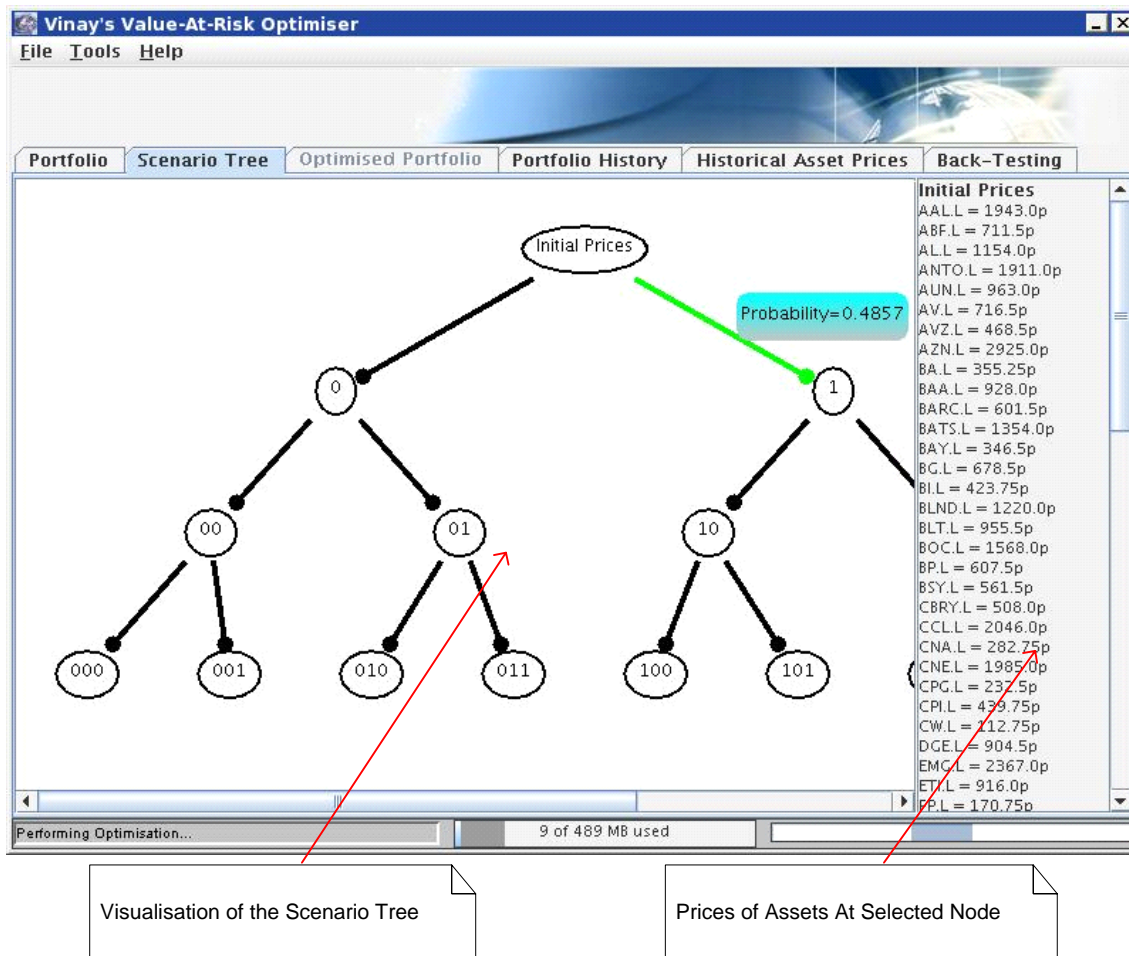 Vinay's Value-At-Risk Optimiser
File Tools Help
Portfolio Scenario Tree Optimised Portfolio Portfolio History Historical Asset Prices Back-Testing
Initial Prices
Probability=0.4857
0 1
00 01 10
000 001 010 011 100 101
Initial Prices
AAL.L = 1943.0p
ABF.L = 711.5p
AL.L = 1154.0p
ANTO.L = 1911.0p
AUN.L = 963.0p
AV.L = 716.5p
AVZ.L = 468.5p
AZN.L = 2925.0p
BA.L = 355.25p
BAA.L = 928.0p
BARC.L = 601.5p
BATS.L = 1354.0p
BAY.L = 346.5p
BG.L = 678.5p
BI.L = 423.75p
BLND.L = 1220.0p
BLT.L = 955.5p
BOC.L = 1568.0p
BP.L = 607.5p
BSY.L = 561.5p
CBRY.L = 508.0p
CCL.L = 2046.0p
CNA.L = 282.75p
CNE.L = 1985.0p
CPG.L = 232.5p
CPI.L = 439.75p
CW.L = 112.75p
DGE.L = 904.5p
EMG.L = 2367.0p
ETI.L = 916.0p
FP.L = 170.75p
Performing Optimisation...
9 of 489 MB used
Visualisation of the Scenario Tree
Prices of Assets At Selected Node